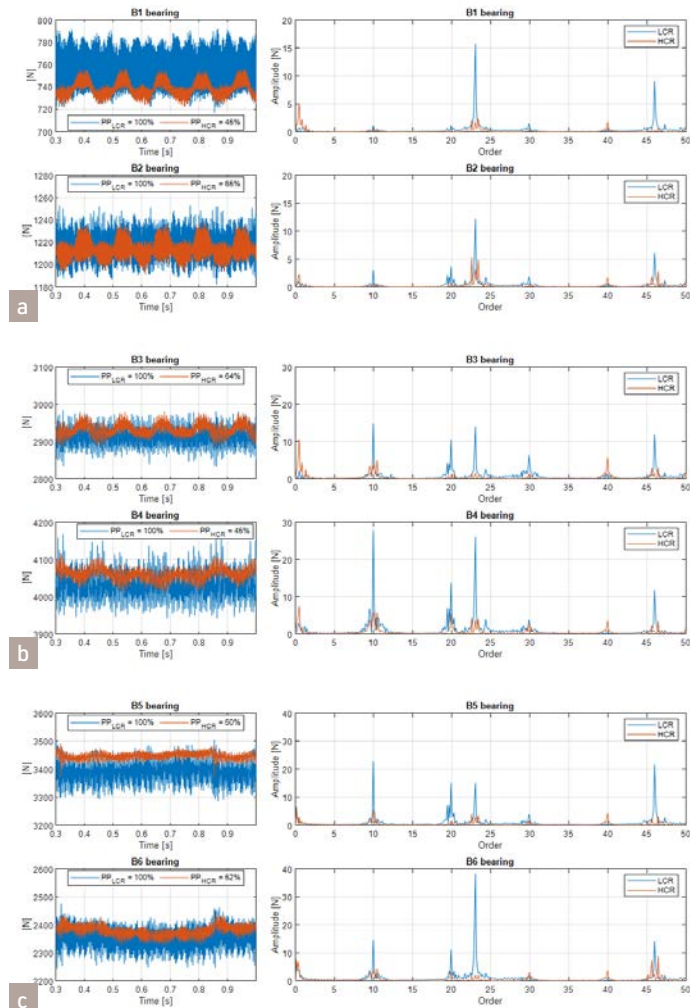 B1 bearing
800
780
760
740
720
700
[N]
PP_LCR = 100% PP_HCR = 46%
0.3 0.4 0.5 0.6 0.7 0.8 0.9
Time [s]
B1 bearing
20
15
10
5
0
Amplitude [N]
LCR
HCR
0 5 10 15 20 25 30 35 40 45 50
Order
B2 bearing
1280
1260
1240
1220
1200
1180
[N]
PP_LCR = 100% PP_HCR = 66%
0.3 0.4 0.5 0.6 0.7 0.8 0.9
Time [s]
B2 bearing
20
15
10
5
0
Amplitude [N]
LCR
HCR
0 5 10 15 20 25 30 35 40 45 50
Order
a
B3 bearing
3100
3000
2900
2800
[N]
PP_LCR = 100% PP_HCR = 64%
0.3 0.4 0.5 0.6 0.7 0.8 0.9
Time [s]
B3 bearing
30
20
10
0
Amplitude [N]
LCR
HCR
0 5 10 15 20 25 30 35 40 45 50
Order
B4 bearing
4200
4100
4000
3900
[N]
PP_LCR = 100% PP_HCR = 46%
0.3 0.4 0.5 0.6 0.7 0.8 0.9
Time [s]
B4 bearing
30
20
10
0
Amplitude [N]
LCR
HCR
0 5 10 15 20 25 30 35 40 45 50
Order
b
B5 bearing
3600
3500
3400
3300
3200
[N]
PP_LCR = 100% PP_HCR = 50%
0.3 0.4 0.5 0.6 0.7 0.8 0.9
Time [s]
B5 bearing
40
30
20
10
0
Amplitude [N]
LCR
HCR
0 5 10 15 20 25 30 35 40 45 50
Order
B6 bearing
2600
2500
2400
2300
2200
[N]
PP_LCR = 100% PP_HCR = 62%
0.3 0.4 0.5 0.6 0.7 0.8 0.9
Time [s]
B6 bearing
40
30
20
10
0
Amplitude [N]
LCR
HCR
0 5 10 15 20 25 30 35 40 45 50
Order
c